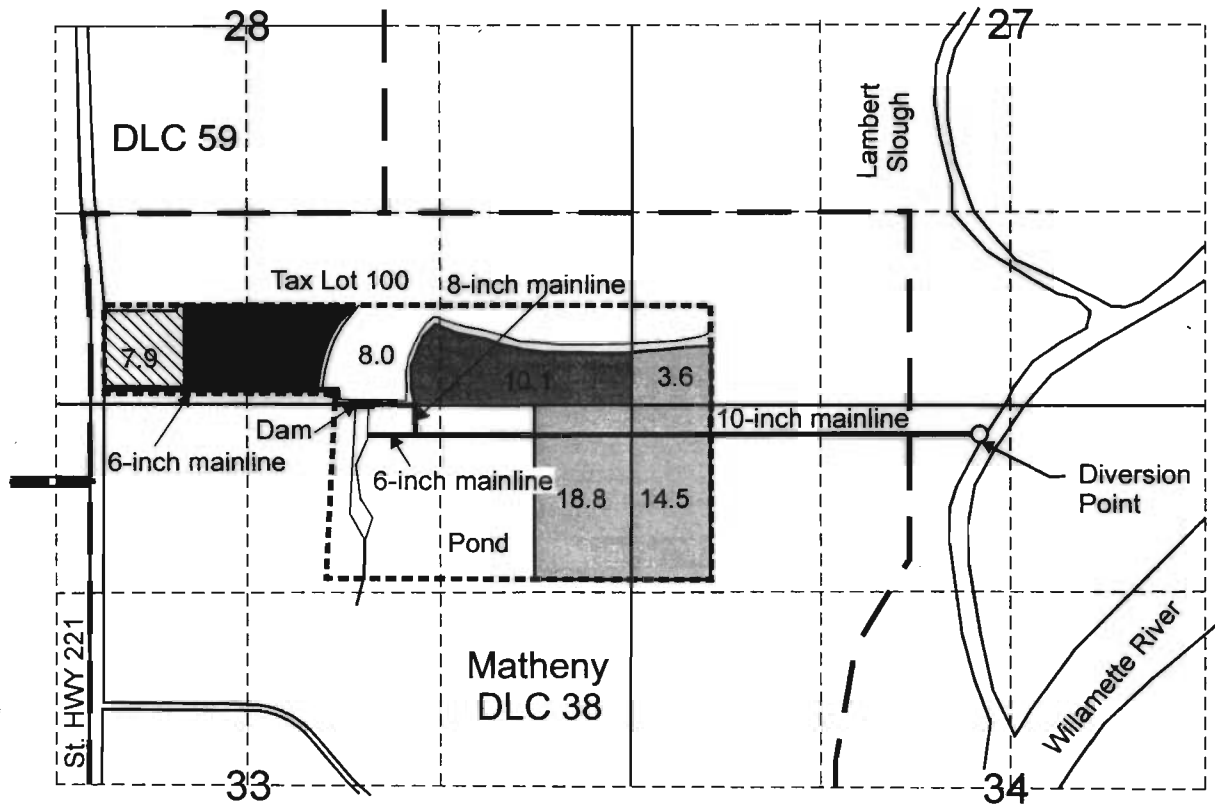 28
27
DLC 59
Lambert
Slough
Tax Lot 100
8-inch mainline
7.9
8.0
10.1
3.6
10-inch mainline
Dam
6-inch mainline
6-inch mainline
18.8
14.5
Diversion
Point
Pond
St. HWY 221
Matheny
DLC 38
Willamette River
33
34